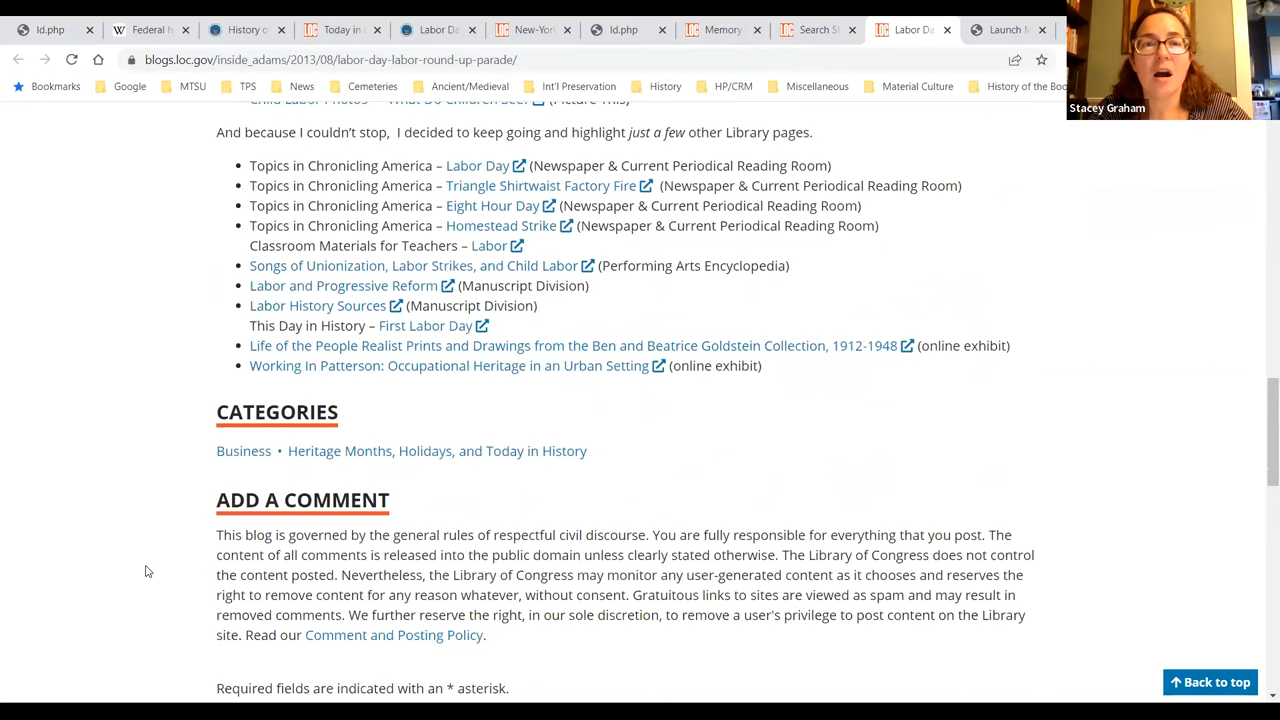 Id.php
Federal h
History o
Today in
Labor Da
New-Yor
Id.php
Memory
Search S
Labor D
Launch M
blogs.loc.gov/inside_adams/2013/08/labor-day-labor-round-up-parade/
Bookmarks Google MTSU TPS News Cemeteries Ancient/Medieval Int'l Preservation History HP/CRM Miscellaneous Material Culture History of the Boo
Stacey Graham
Child Labor Photos – What Do Children See? (Picture This)
And because I couldn't stop, I decided to keep going and highlight just a few other Library pages.
• Topics in Chronicling America – Labor Day (Newspaper & Current Periodical Reading Room)
• Topics in Chronicling America – Triangle Shirtwaist Factory Fire (Newspaper & Current Periodical Reading Room)
• Topics in Chronicling America – Eight Hour Day (Newspaper & Current Periodical Reading Room)
• Topics in Chronicling America – Homestead Strike (Newspaper & Current Periodical Reading Room)
Classroom Materials for Teachers – Labor
• Songs of Unionization, Labor Strikes, and Child Labor (Performing Arts Encyclopedia)
• Labor and Progressive Reform (Manuscript Division)
• Labor History Sources (Manuscript Division)
This Day in History – First Labor Day
• Life of the People Realist Prints and Drawings from the Ben and Beatrice Goldstein Collection, 1912-1948 (online exhibit)
• Working In Patterson: Occupational Heritage in an Urban Setting (online exhibit)
CATEGORIES
Business • Heritage Months, Holidays, and Today in History
ADD A COMMENT
This blog is governed by the general rules of respectful civil discourse. You are fully responsible for everything that you post. The
content of all comments is released into the public domain unless clearly stated otherwise. The Library of Congress does not control
the content posted. Nevertheless, the Library of Congress may monitor any user-generated content as it chooses and reserves the
right to remove content for any reason whatever, without consent. Gratuitous links to sites are viewed as spam and may result in
removed comments. We further reserve the right, in our sole discretion, to remove a user's privilege to post content on the Library
site. Read our Comment and Posting Policy.
Required fields are indicated with an * asterisk.
Back to top